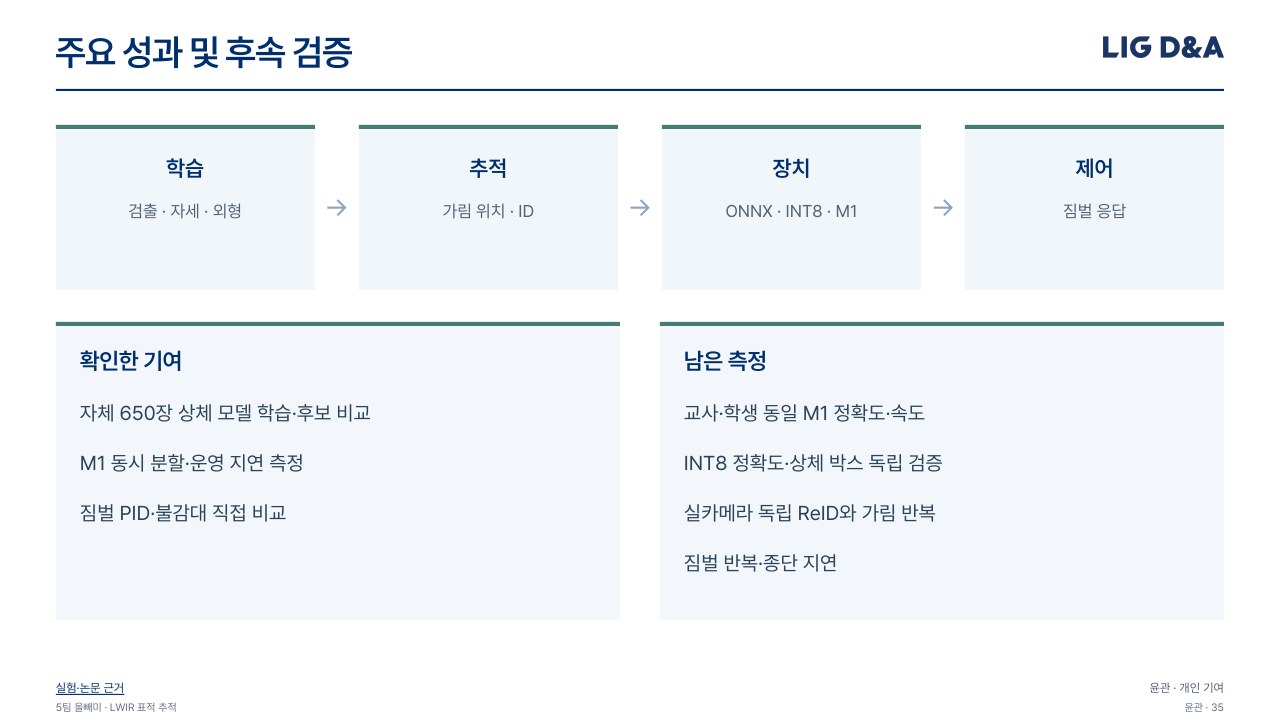 주요 성과 및 후속 검증
LIG D&A
학습
검출 · 자세 · 외형
→
추적
가림 위치 · ID
→
장치
ONNX · INT8 · M1
→
제어
짐벌 응답
확인한 기여
자체 650장 상체 모델 학습·후보 비교
M1 동시 분할·운영 지연 측정
짐벌 PID·불감대 직접 비교
남은 측정
교사·학생 동일 M1 정확도·속도
INT8 정확도·상체 박스 독립 검증
실카메라 독립 ReID와 가림 반복
짐벌 반복·종단 지연
실험·논문 근거
5팀 올빼미 · LWIR 표적 추적
윤관 · 개인 기여
윤관 · 35